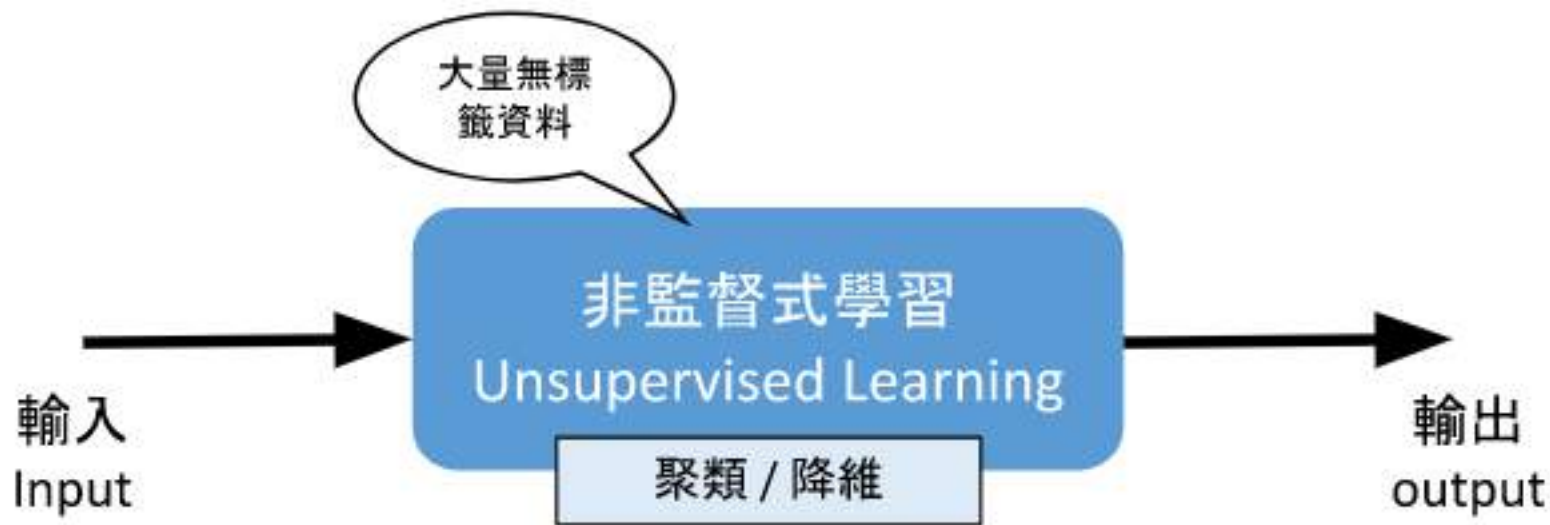 大量無標
籤資料
非監督式學習
Unsupervised Learning
聚類 / 降維
輸入
Input
輸出
output